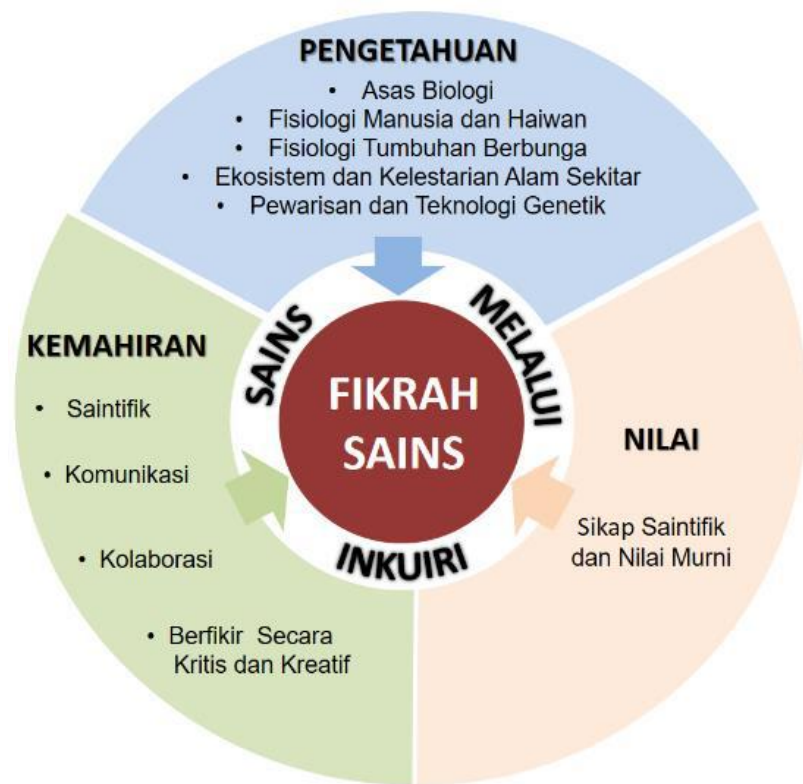 PENGETAHUAN
• Asas Biologi
• Fisiologi Manusia dan Haiwan
• Fisiologi Tumbuhan Berbunga
• Ekosistem dan Kelestarian Alam Sekitar
• Pewarisan dan Teknologi Genetik
KEMAHIRAN
• Saintifik
• Komunikasi
• Kolaborasi
• Berfikir Secara
Kritis dan Kreatif
SAINS
MELALUI
INKUIRI
FIKRAH
SAINS
NILAI
Sikap Saintifik
dan Nilai Murni